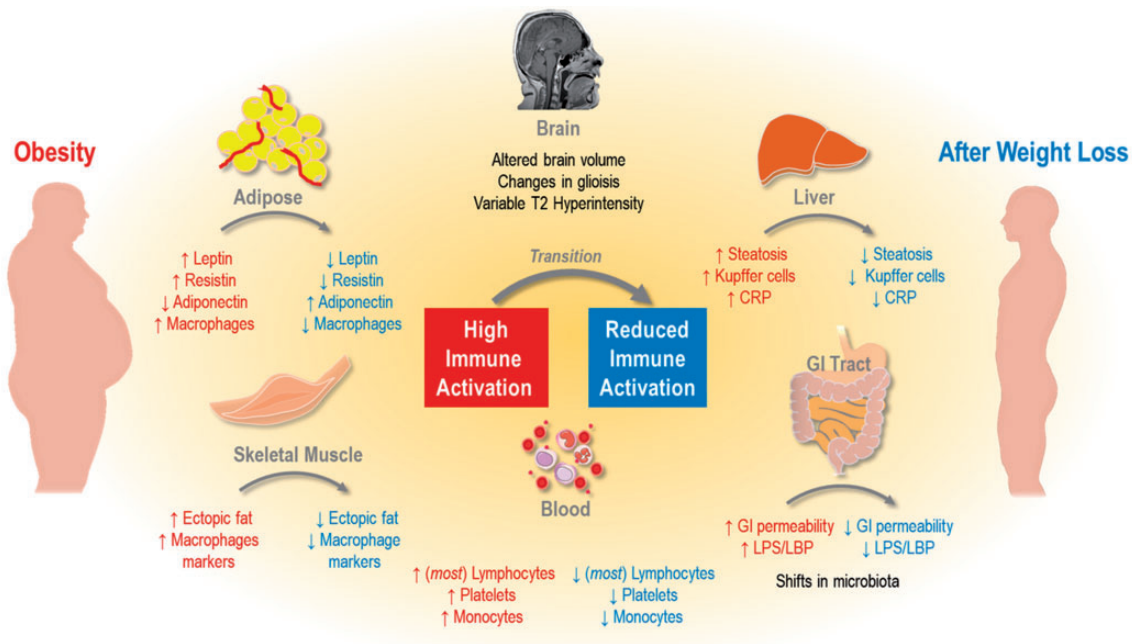 Obesity
After Weight Loss
Brain
Altered brain volume
Changes in glioisis
Variable T2 Hyperintensity
Adipose
↑ Leptin
↑ Resistin
↓ Adiponectin
↑ Macrophages
↓ Leptin
↓ Resistin
↑ Adiponectin
↓ Macrophages
Liver
↑ Steatosis
↑ Kupffer cells
↑ CRP
↓ Steatosis
↓ Kupffer cells
↓ CRP
Transition
High
Immune
Activation
Reduced
Immune
Activation
Skeletal Muscle
↑ Ectopic fat
↑ Macrophages
markers
↓ Ectopic fat
↓ Macrophage
markers
Blood
↑ (most) Lymphocytes
↑ Platelets
↑ Monocytes
↓ (most) Lymphocytes
↓ Platelets
↓ Monocytes
GI Tract
↑ GI permeability
↑ LPS/LBP
↓ GI permeability
↓ LPS/LBP
Shifts in microbiota